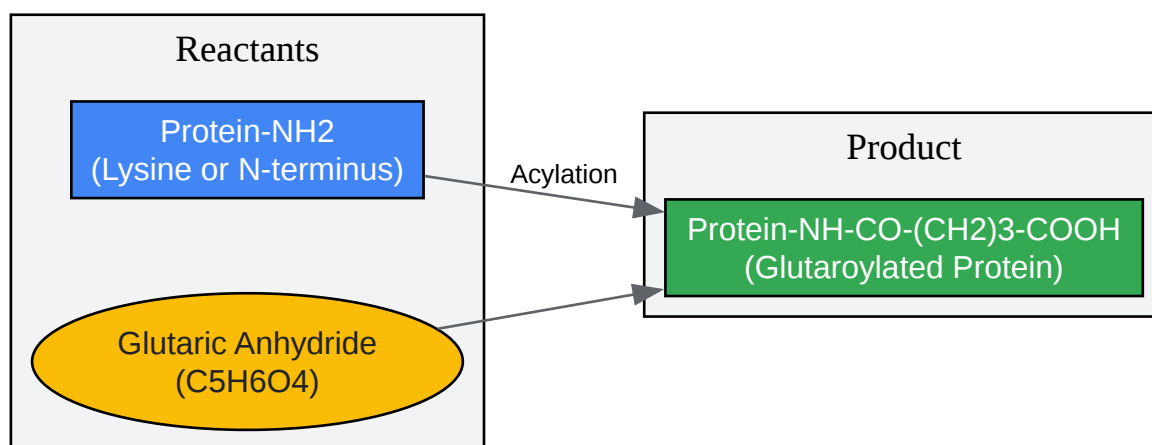 Reactants
Protein-NH2
(Lysine or N-terminus)
Glutaric Anhydride
(C5H6O4)
Acylation
Product
Protein-NH-CO-(CH2)3-COOH
(Glutaroylated Protein)